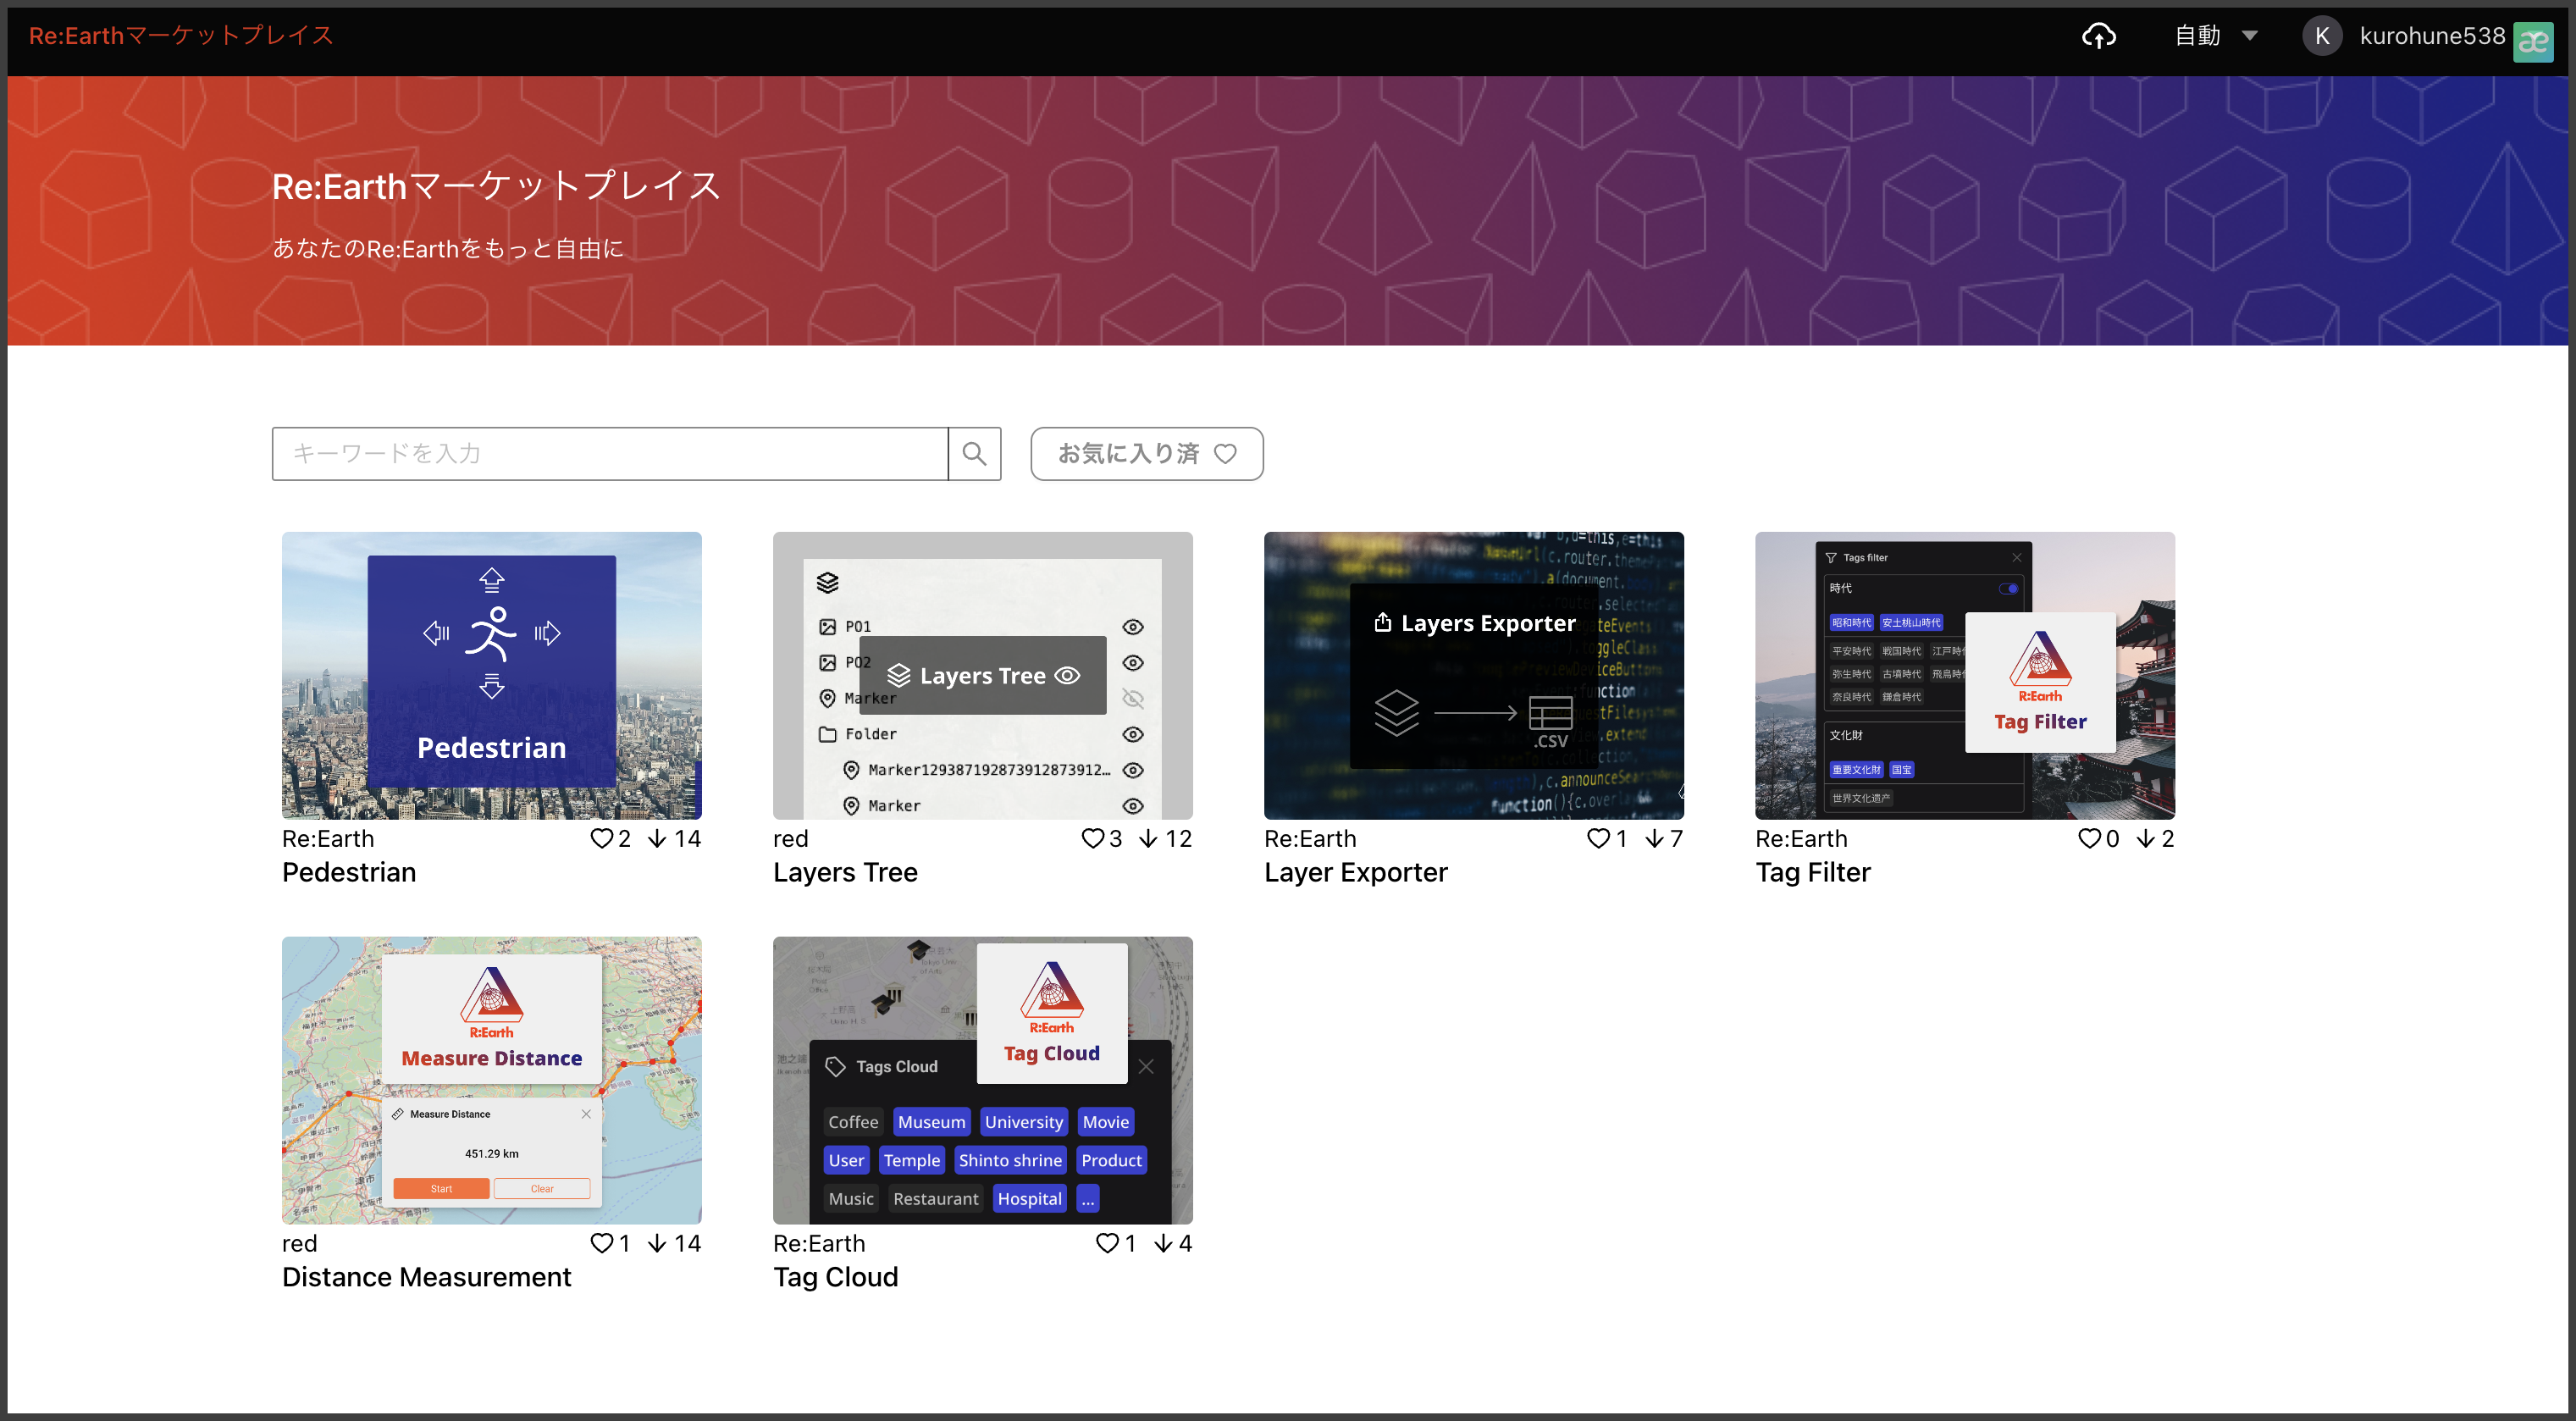 Re:Earthマーケットプレイス
自動
K kurohune538
Re:Earthマーケットプレイス
あなたのRe:Earthをもっと自由に
キーワードを入力
お気に入り済
Pedestrian
Re:Earth 2 14
Pedestrian
PO1
PO2
Layers Tree
Marker
Folder
Marker129387192873912873912…
Marker
red 3 12
Layers Tree
Layers Exporter
.CSV
Re:Earth 1 7
Layer Exporter
Tags filter
時代
昭和時代 安土桃山時代
平安時代 戦国時代 江戸時
弥生時代 古墳時代 飛鳥時
奈良時代 鎌倉時代
文化財
重要文化財 国宝
世界文化遗产
R:Earth
Tag Filter
Re:Earth 0 2
Tag Filter
R:Earth
Measure Distance
Measure Distance
451.29 km
Start Clear
red 1 14
Distance Measurement
R:Earth
Tag Cloud
Tags Cloud
Coffee Museum University Movie
User Temple Shinto shrine Product
Music Restaurant Hospital ...
Re:Earth 1 4
Tag Cloud